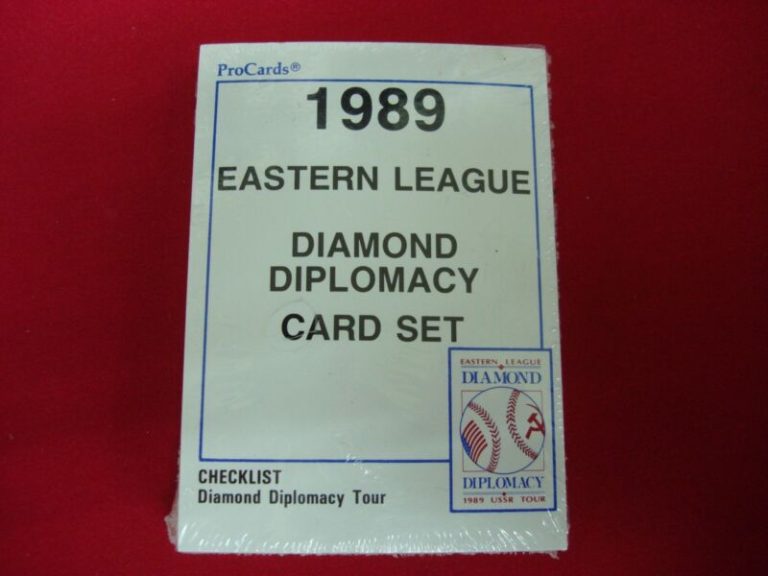 ProCards®
1989
EASTERN LEAGUE
DIAMOND
DIPLOMACY
CARD SET
EASTERN LEAGUE
DIAMOND
DIPLOMACY
1989 USSR TOUR
CHECKLIST
Diamond Diplomacy Tour